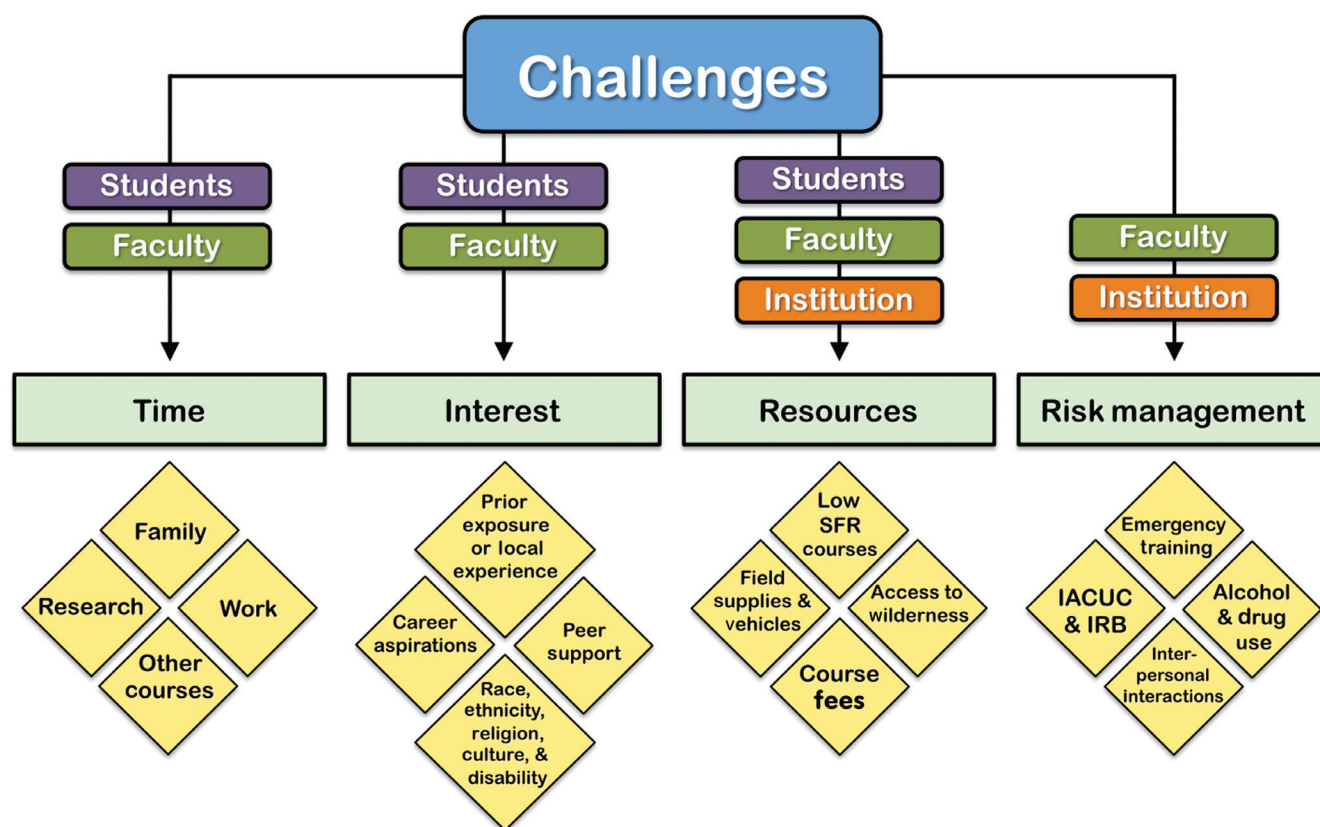 Challenges
Students
Faculty
Time
Family
Research
Work
Other
courses
Students
Faculty
Interest
Prior
exposure
or local
experience
Career
aspirations
Peer
support
Race,
ethnicity,
religion,
culture, &
disability
Students
Faculty
Institution
Resources
Low
SFR
courses
Field
supplies &
vehicles
Access to
wilderness
Course
fees
Faculty
Institution
Risk management
Emergency
training
IACUC
& IRB
Alcohol
& drug
use
Inter-
personal
interactions